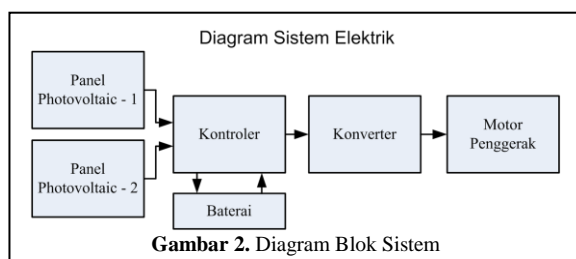 Diagram Sistem Elektrik
Panel
Photovoltaic - 1
Panel
Photovoltaic - 2
Kontroler
Konverter
Motor
Penggerak
Baterai
Gambar 2. Diagram Blok Sistem